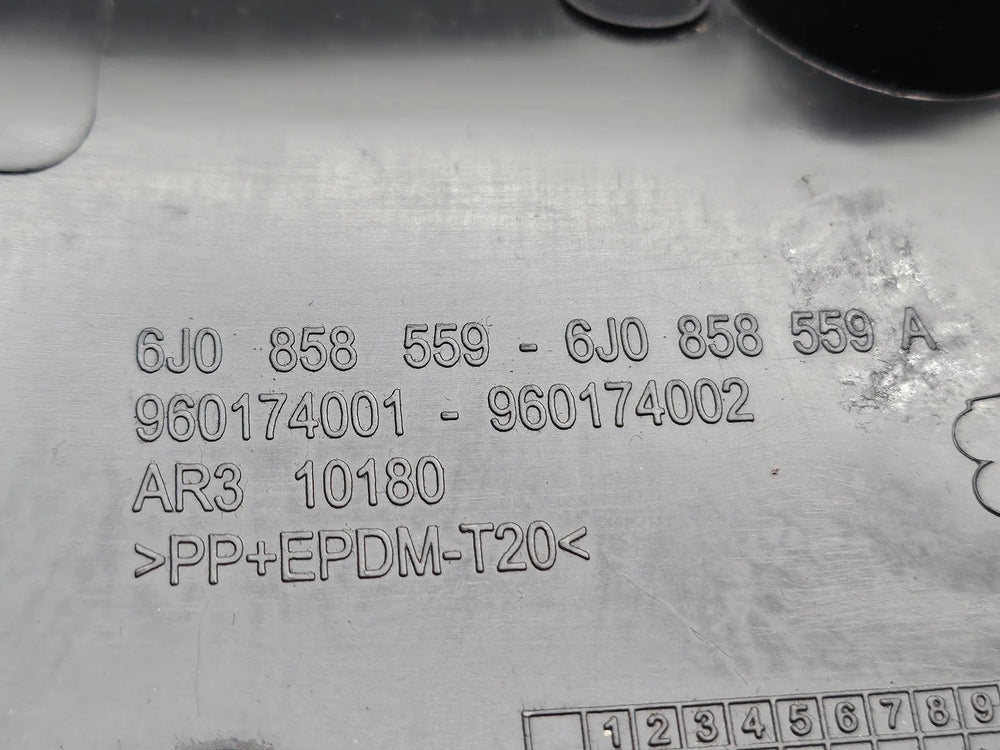 6J0 858 559 - 6J0 858 559 A
960174001 - 960174002
AR3 10180
>PP+EPDM-T20<
1 2 3 4 5 6 7 8 9